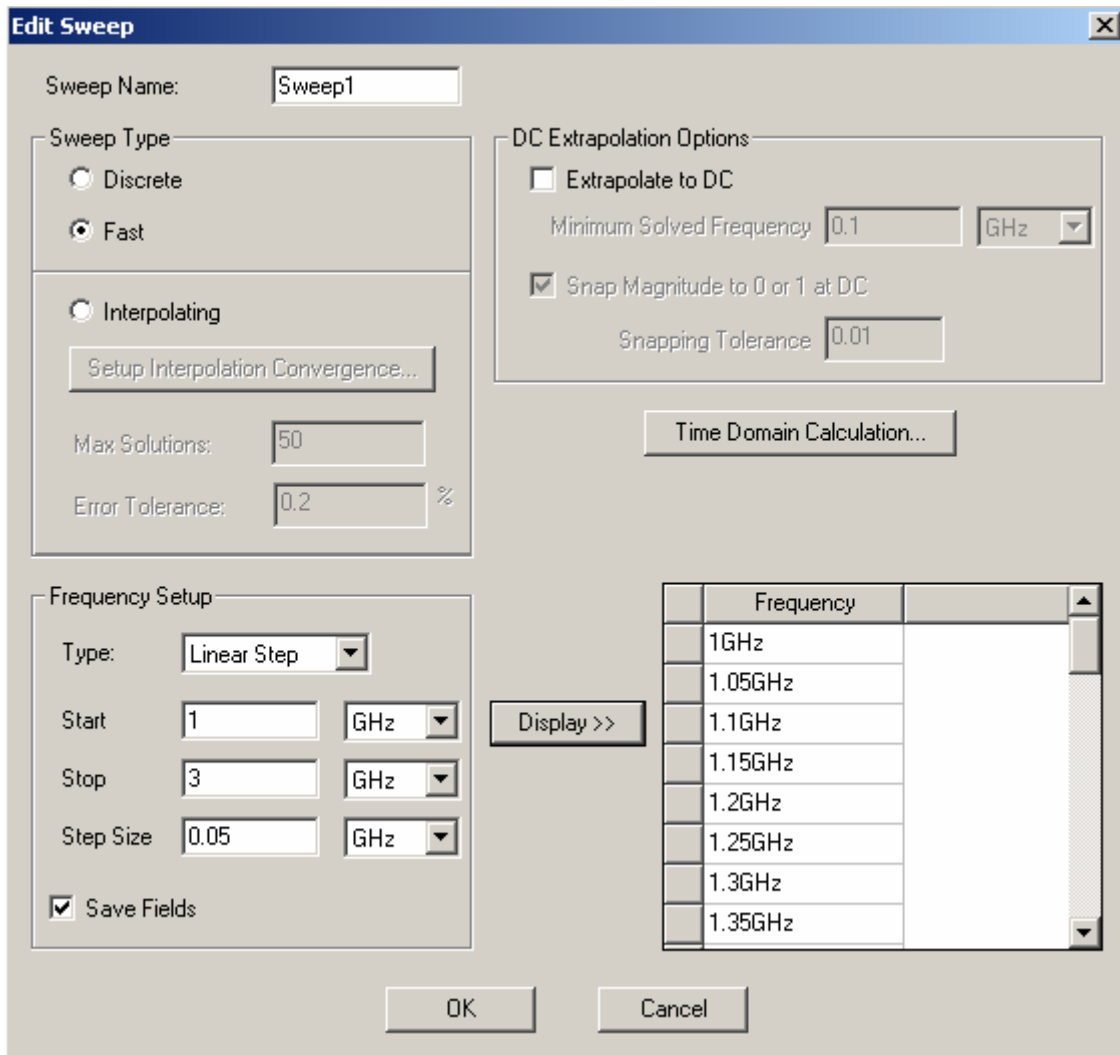 Edit Sweep
Sweep Name: Sweep1
Sweep Type
Discrete
Fast
Interpolating
Setup Interpolation Convergence...
Max Solutions: 50
Error Tolerance: 0.2 %
DC Extrapolation Options
Extrapolate to DC
Minimum Solved Frequency 0.1 GHz
Snap Magnitude to 0 or 1 at DC
Snapping Tolerance 0.01
Time Domain Calculation...
Frequency Setup
Type: Linear Step
Start 1 GHz
Stop 3 GHz
Step Size 0.05 GHz
Save Fields
Display >>
Frequency
1GHz
1.05GHz
1.1GHz
1.15GHz
1.2GHz
1.25GHz
1.3GHz
1.35GHz
OK Cancel